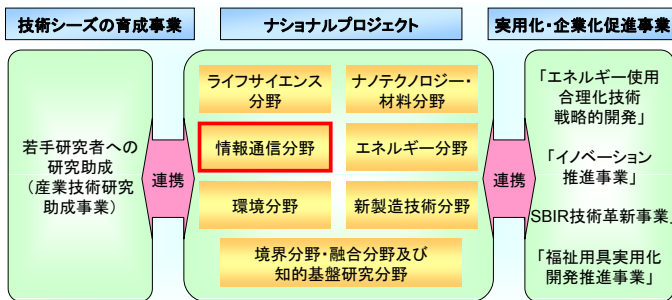 技術シーズの育成事業
ナショナルプロジェクト
実用化・企業化促進事業
若手研究者への
研究助成
(産業技術研究
助成事業)
連携
ライフサイエンス
分野
ナノテクノロジー・
材料分野
情報通信分野
エネルギー分野
環境分野
新製造技術分野
境界分野・融合分野及び
知的基盤研究分野
連携
「エネルギー使用
合理化技術
戦略的開発」
「イノベーション
推進事業」
SBIR技術革新事業」
「福祉用具実用化
開発推進事業」